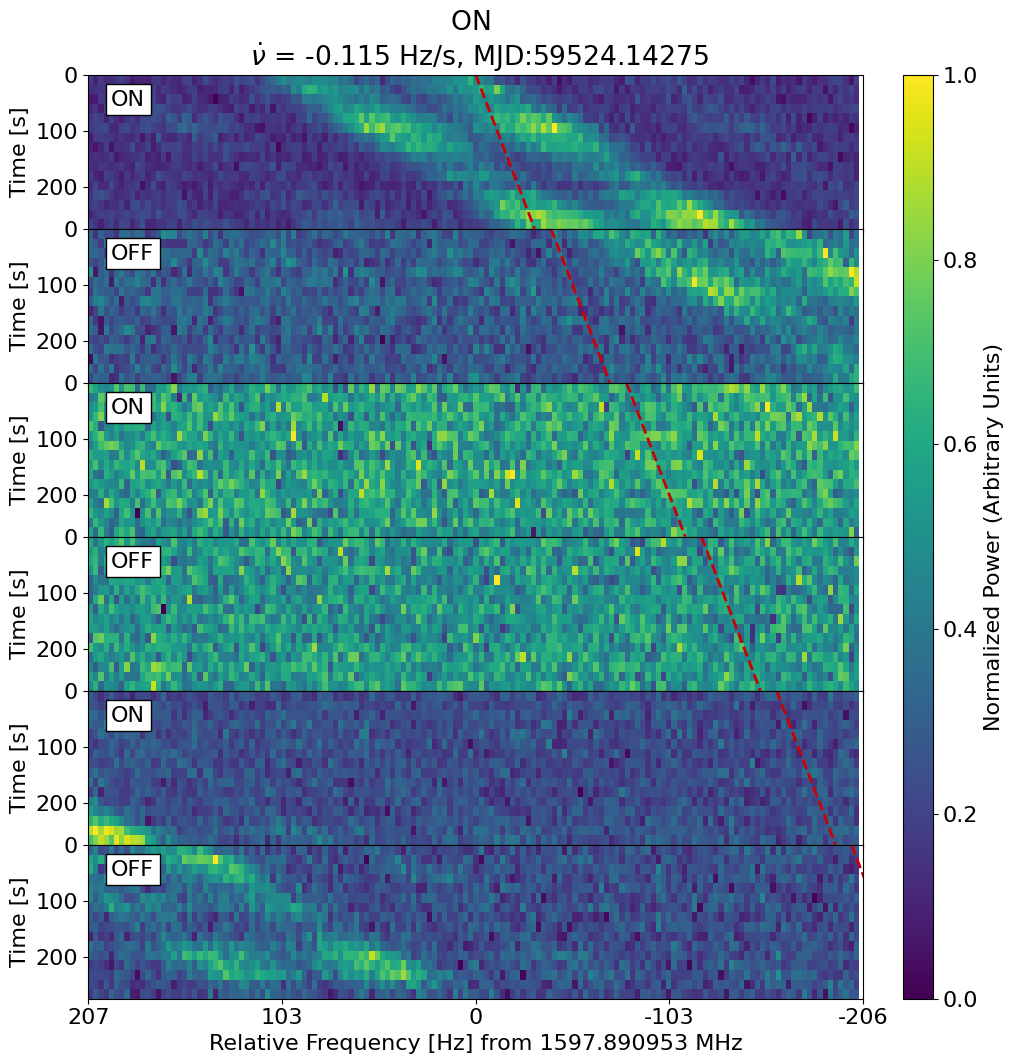 ON
ν̇ = -0.115 Hz/s, MJD:59524.14275
0
ON
Time [s]
100
200
0
OFF
Time [s]
100
200
0
ON
Time [s]
100
200
0
OFF
Time [s]
100
200
0
ON
Time [s]
100
200
0
OFF
Time [s]
100
200
207 103 0 -103 -206
Relative Frequency [Hz] from 1597.890953 MHz
1.0
0.8
0.6
0.4
0.2
0.0
Normalized Power (Arbitrary Units)